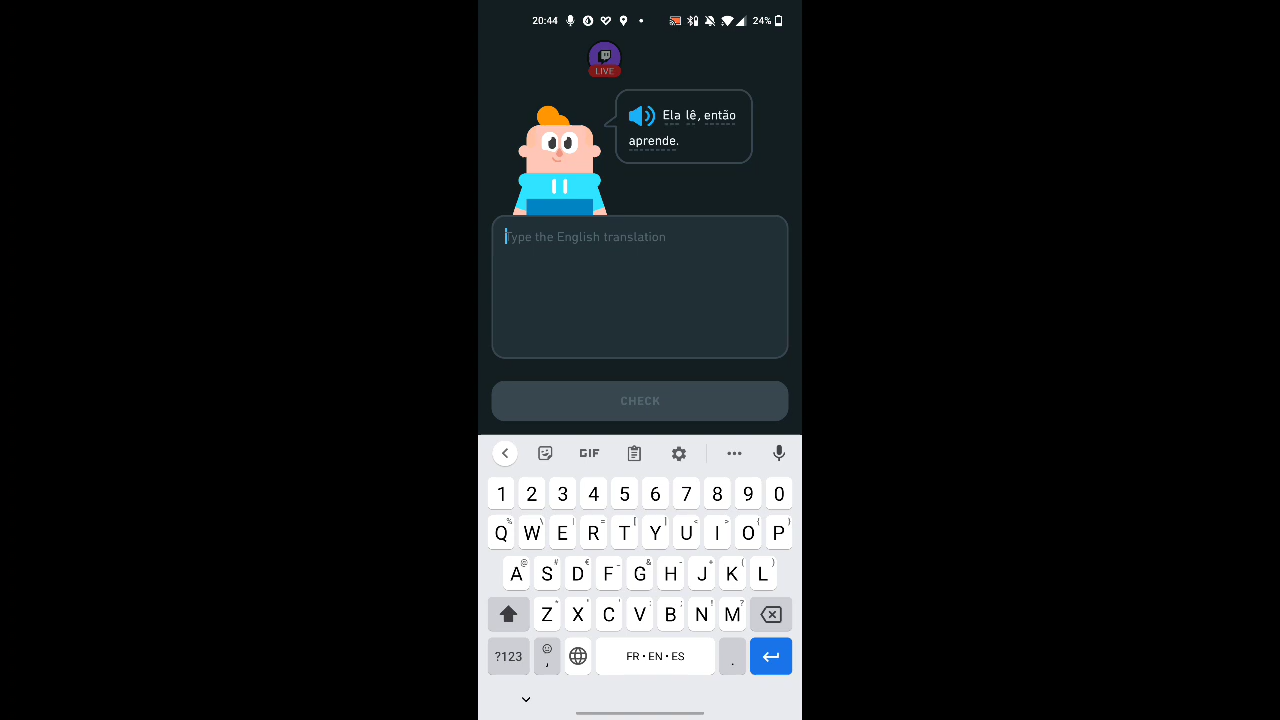 20:44 24%
LIVE
Ela lê, então
aprende.
Type the English translation
CHECK
GIF
1 2 3 4 5 6 7 8 9 0
Q W E R T Y U I O P
A S D F G H J K L
Z X C V B N M
?123 , FR • EN • ES .